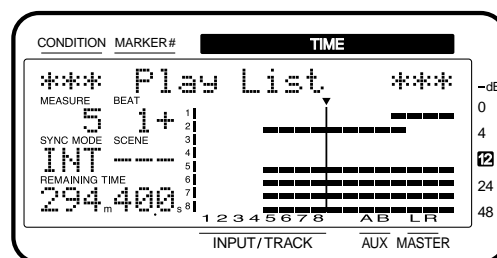 CONDITION MARKER# TIME
*** Play List ***
MEASURE BEAT
5 1+
SYNC MODE SCENE
INT ---
REMAINING TIME
294m 400.s
1
2
3
4
5
6
7
8
1 2 3 4 5 6 7 8 A B L R
INPUT/TRACK AUX MASTER
–dB
0
4
12
24
48